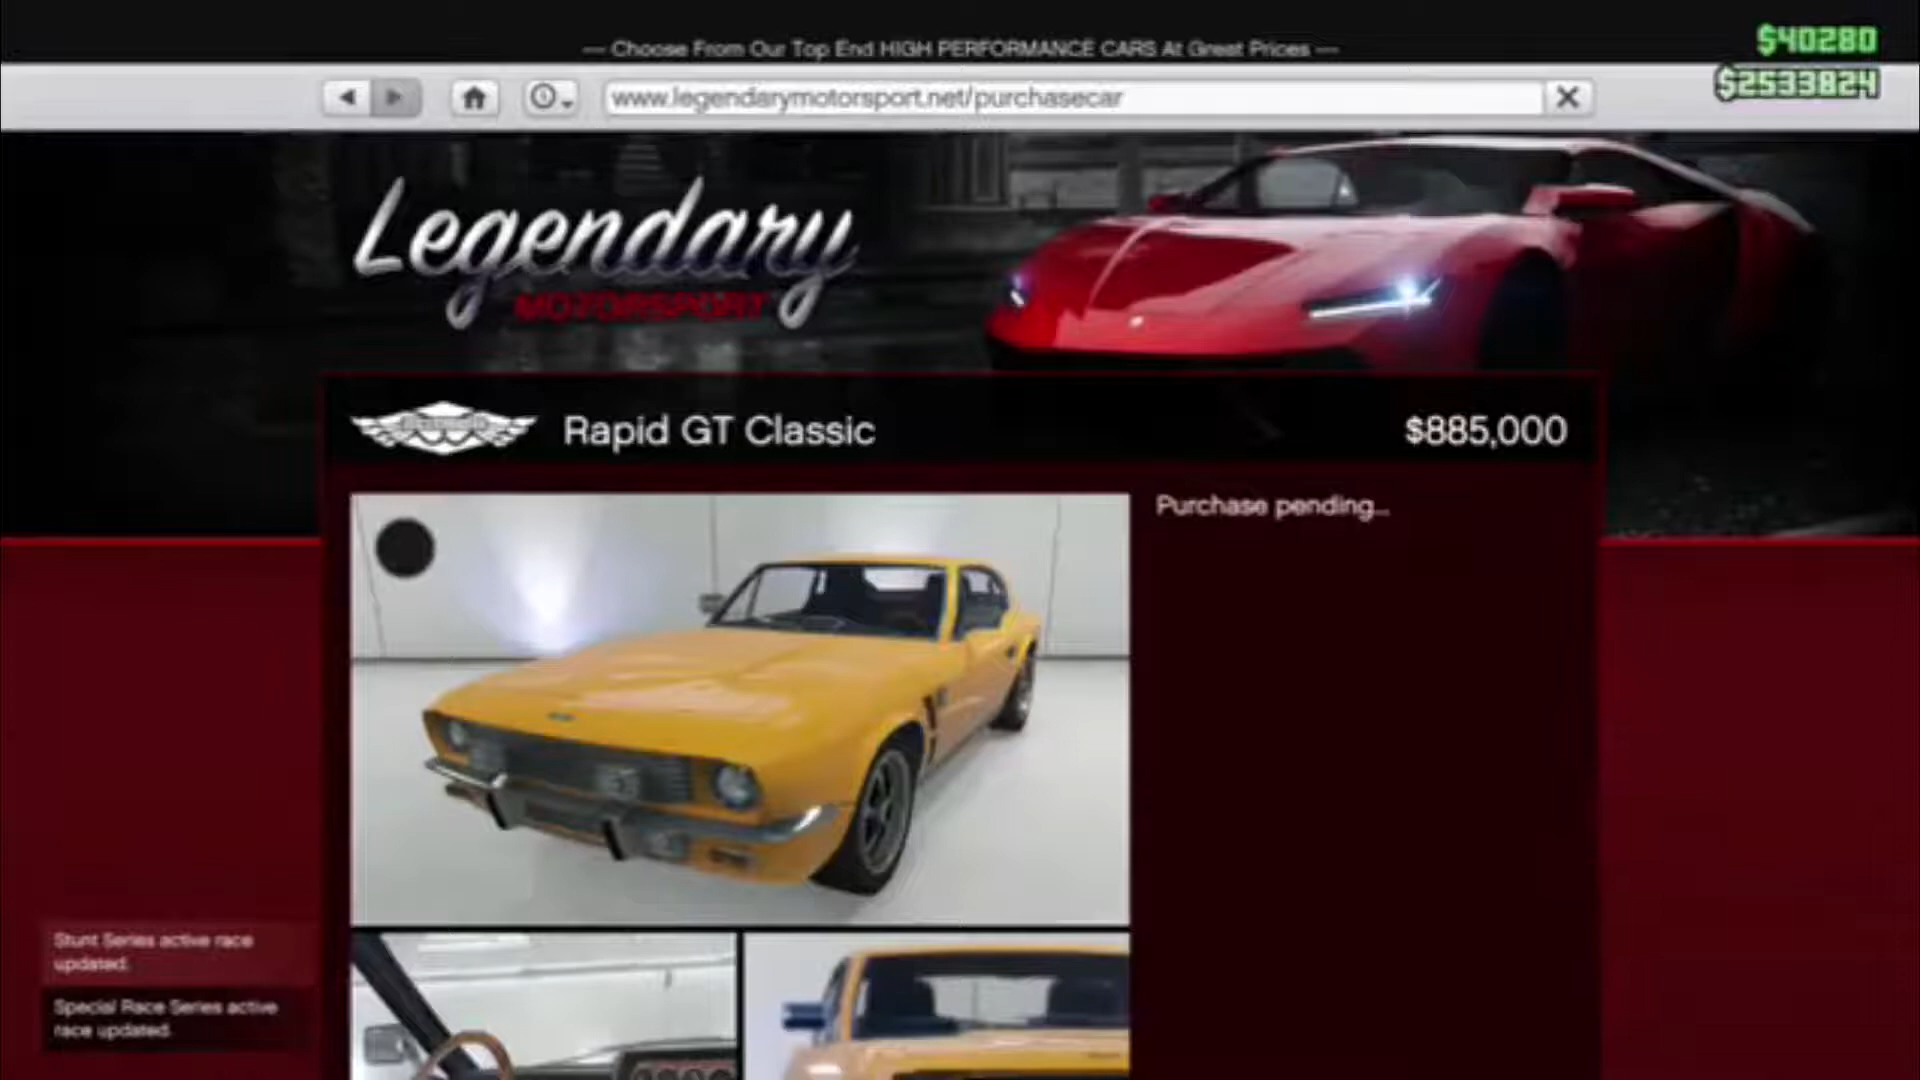 — Choose From Our Top End HIGH PERFORMANCE CARS At Great Prices —
$40280
$2533824
www.legendarymotorsport.net/purchasecar
Legendary
MOTORSPORT
Rapid GT Classic
$885,000
Purchase pending...
Stunt Series active race
updated.
Special Race Series active
race updated.